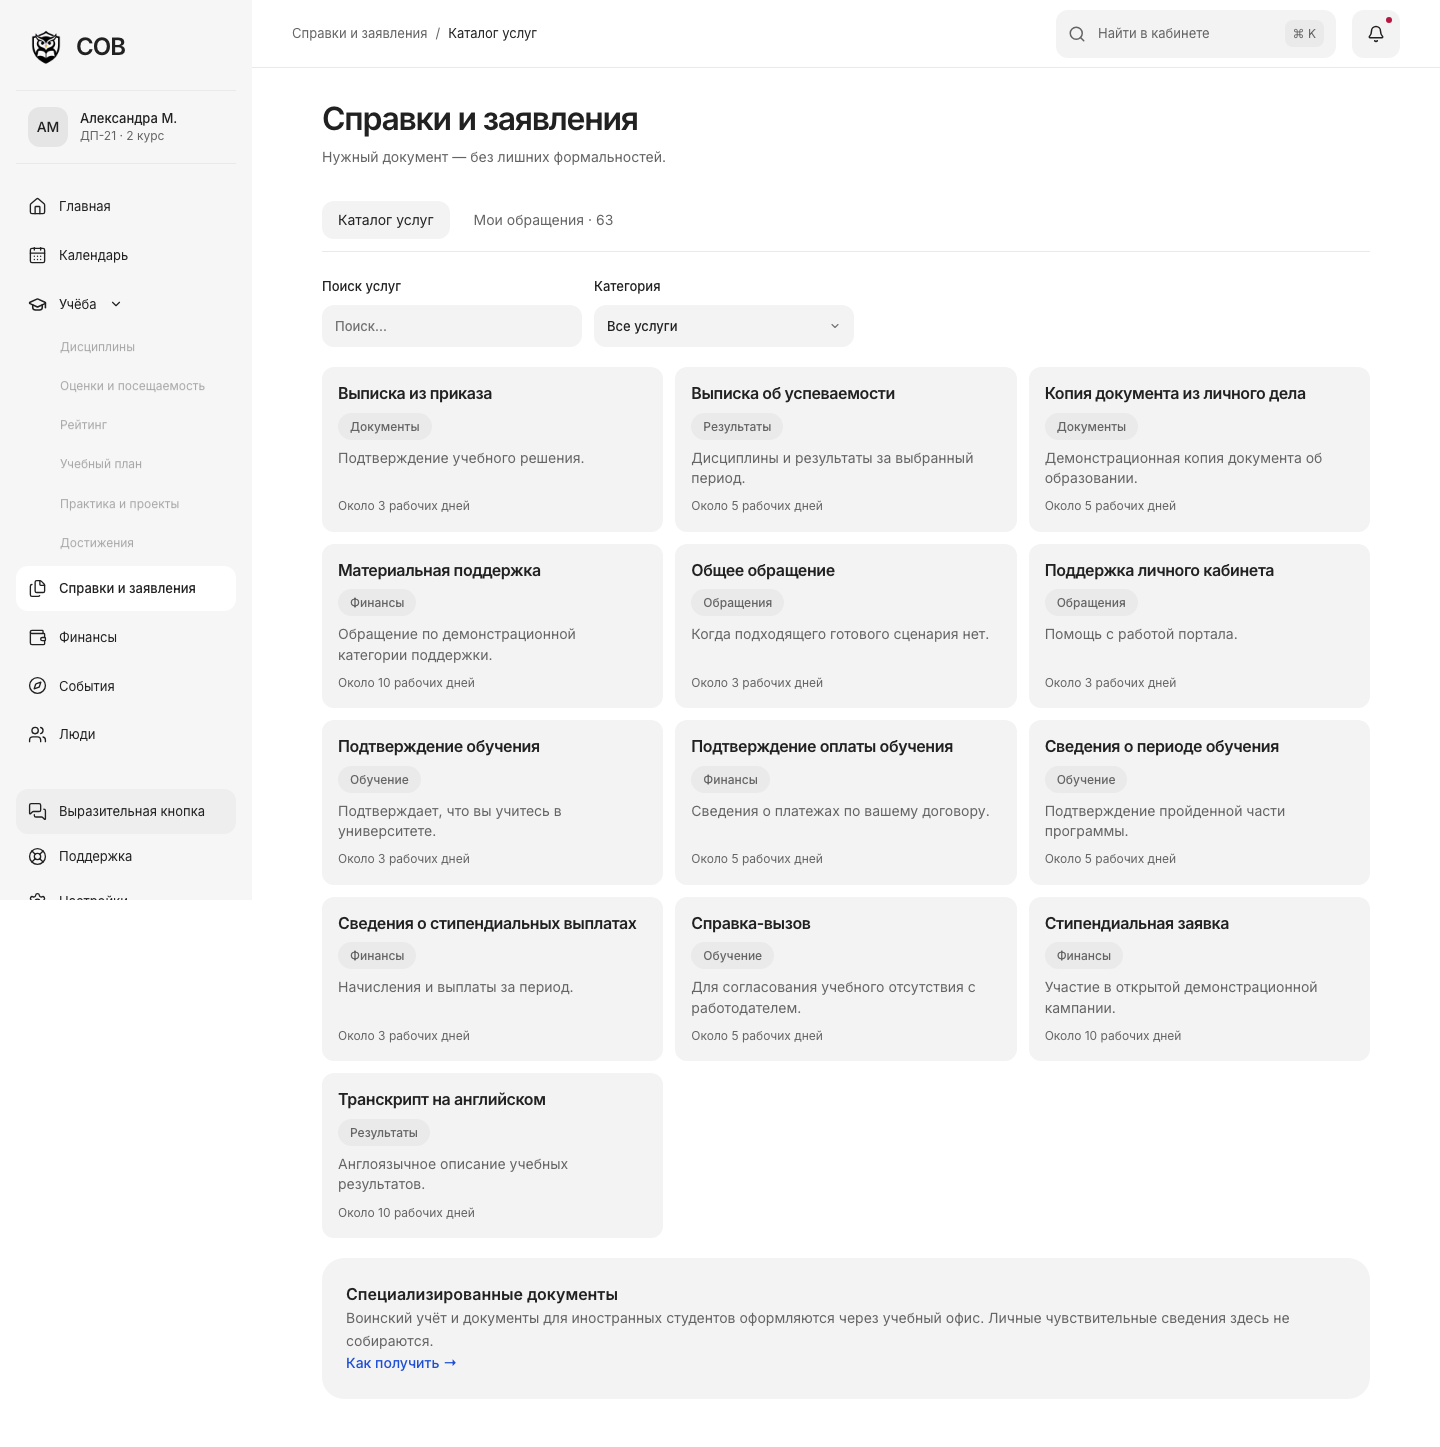 СОВ
АМ
Александра М.
ДП-21 · 2 курс
Главная
Календарь
Учёба
Дисциплины
Оценки и посещаемость
Рейтинг
Учебный план
Практика и проекты
Достижения
Справки и заявления
Финансы
События
Люди
Выразительная кнопка
Поддержка
Настройки
Справки и заявления / Каталог услуг
Найти в кабинете
⌘ K
Справки и заявления
Нужный документ — без лишних формальностей.
Каталог услуг
Мои обращения · 63
Поиск услуг
Категория
Поиск...
Все услуги
Выписка из приказа
Документы
Подтверждение учебного решения.
Около 3 рабочих дней
Выписка об успеваемости
Результаты
Дисциплины и результаты за выбранный
период.
Около 5 рабочих дней
Копия документа из личного дела
Документы
Демонстрационная копия документа об
образовании.
Около 5 рабочих дней
Материальная поддержка
Финансы
Обращение по демонстрационной
категории поддержки.
Около 10 рабочих дней
Общее обращение
Обращения
Когда подходящего готового сценария нет.
Около 3 рабочих дней
Поддержка личного кабинета
Обращения
Помощь с работой портала.
Около 3 рабочих дней
Подтверждение обучения
Обучение
Подтверждает, что вы учитесь в
университете.
Около 3 рабочих дней
Подтверждение оплаты обучения
Финансы
Сведения о платежах по вашему договору.
Около 5 рабочих дней
Сведения о периоде обучения
Обучение
Подтверждение пройденной части
программы.
Около 5 рабочих дней
Сведения о стипендиальных выплатах
Финансы
Начисления и выплаты за период.
Около 3 рабочих дней
Справка-вызов
Обучение
Для согласования учебного отсутствия с
работодателем.
Около 5 рабочих дней
Стипендиальная заявка
Финансы
Участие в открытой демонстрационной
кампании.
Около 10 рабочих дней
Транскрипт на английском
Результаты
Англоязычное описание учебных
результатов.
Около 10 рабочих дней
Специализированные документы
Воинский учёт и документы для иностранных студентов оформляются через учебный офис. Личные чувствительные сведения здесь не
собираются.
Как получить →